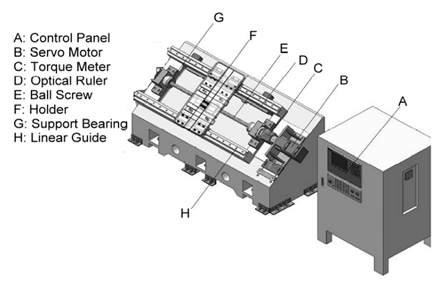 A: Control Panel
B: Servo Motor
C: Torque Meter
D: Optical Ruler
E: Ball Screw
F: Holder
G: Support Bearing
H: Linear Guide
G
F
E
D
C
B
A
H